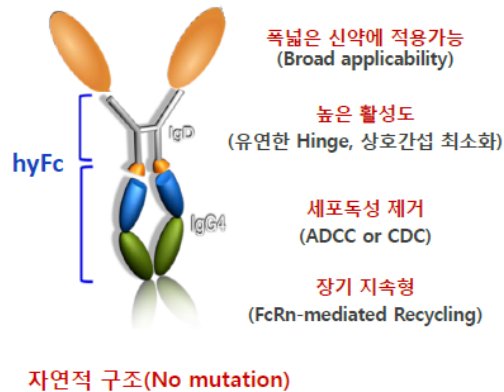 폭넓은 신약에 적용가능
(Broad applicability)
높은 활성도
(유연한 Hinge, 상호간섭 최소화)
IgD
hyFc
세포독성 제거
(ADCC or CDC)
IgG4
장기 지속형
(FcRn-mediated Recycling)
자연적 구조(No mutation)